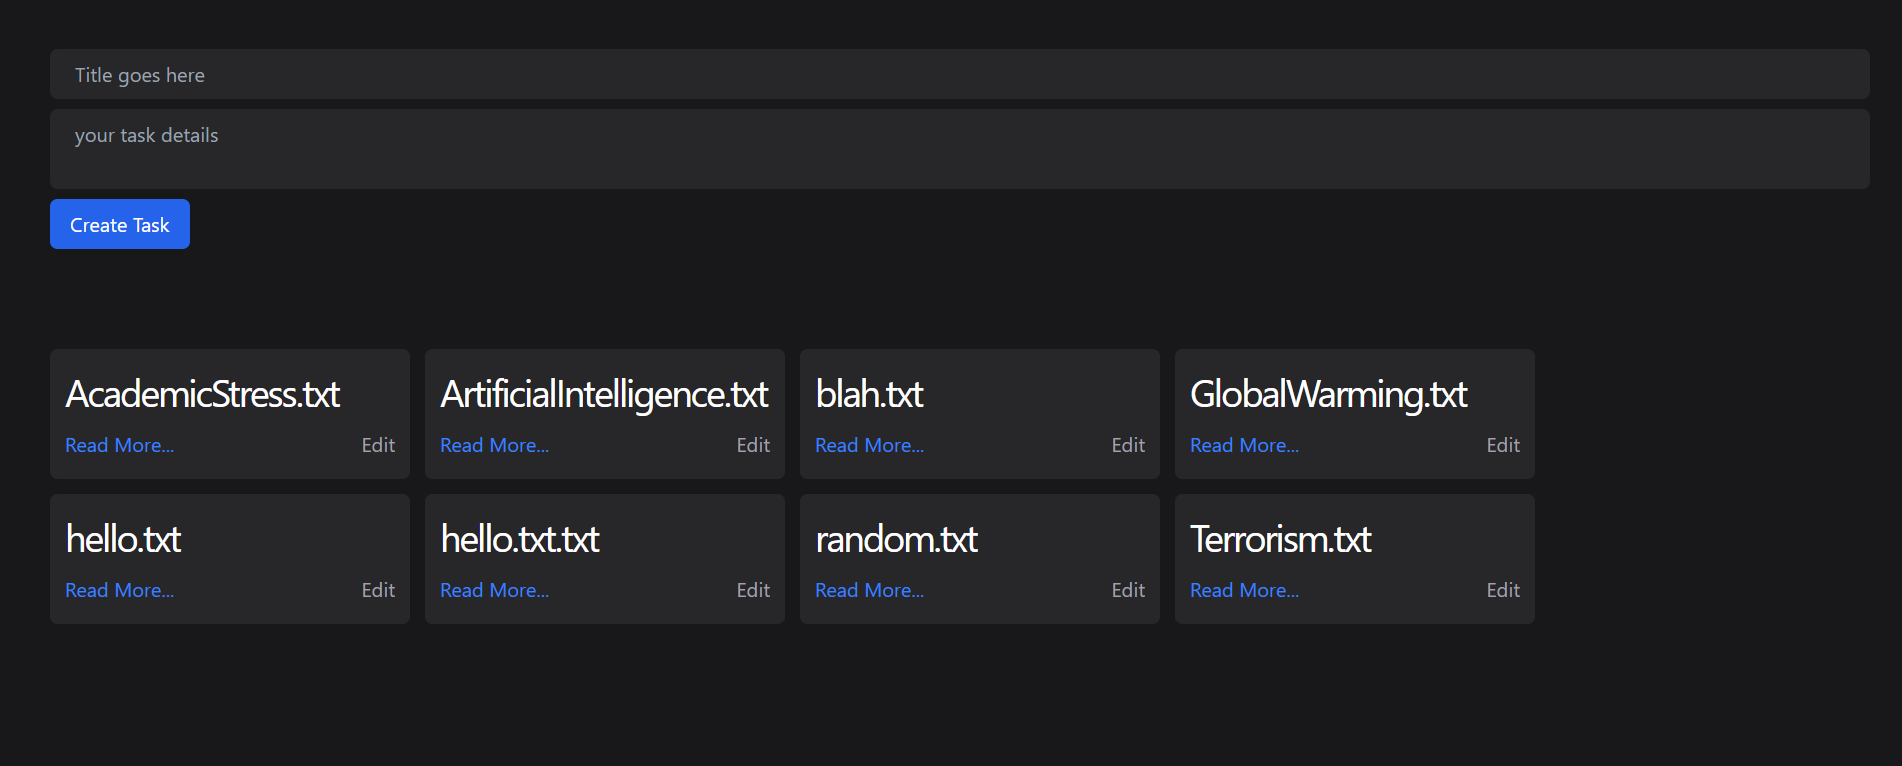 Title goes here
your task details
Create Task
AcademicStress.txt
Read More... Edit
ArtificialIntelligence.txt
Read More... Edit
blah.txt
Read More... Edit
GlobalWarming.txt
Read More... Edit
hello.txt
Read More... Edit
hello.txt.txt
Read More... Edit
random.txt
Read More... Edit
Terrorism.txt
Read More... Edit